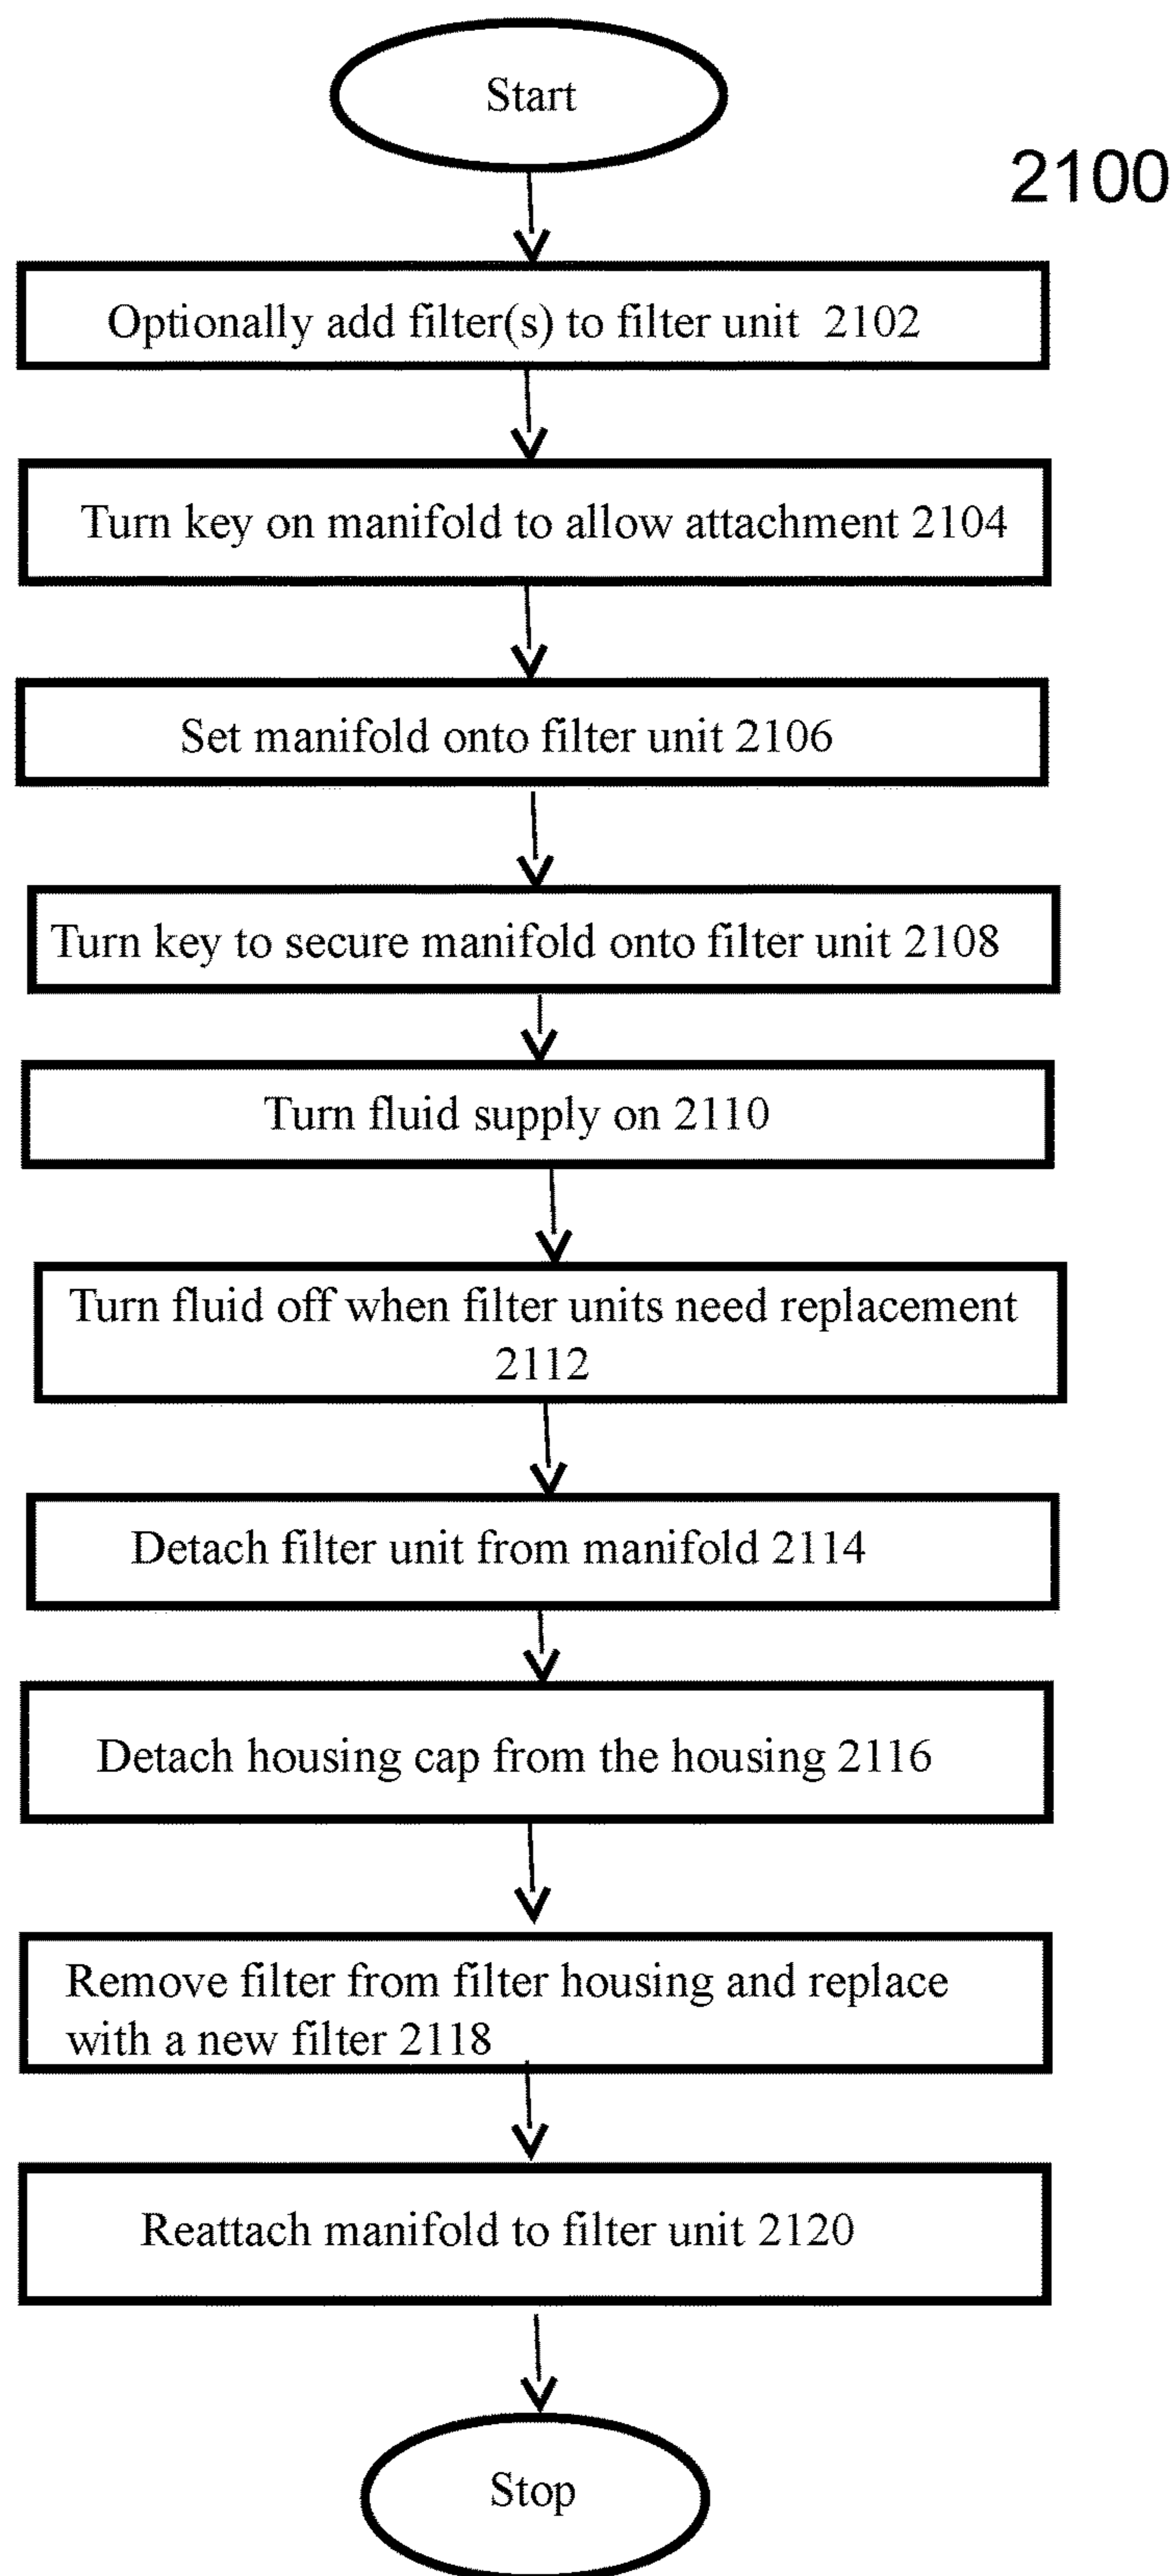 Start
2100
Optionally add filter(s) to filter unit 2102
Turn key on manifold to allow attachment 2104
Set manifold onto filter unit 2106
Turn key to secure manifold onto filter unit 2108
Turn fluid supply on 2110
Turn fluid off when filter units need replacement
2112
Detach filter unit from manifold 2114
Detach housing cap from the housing 2116
Remove filter from filter housing and replace
with a new filter 2118
Reattach manifold to filter unit 2120
Stop